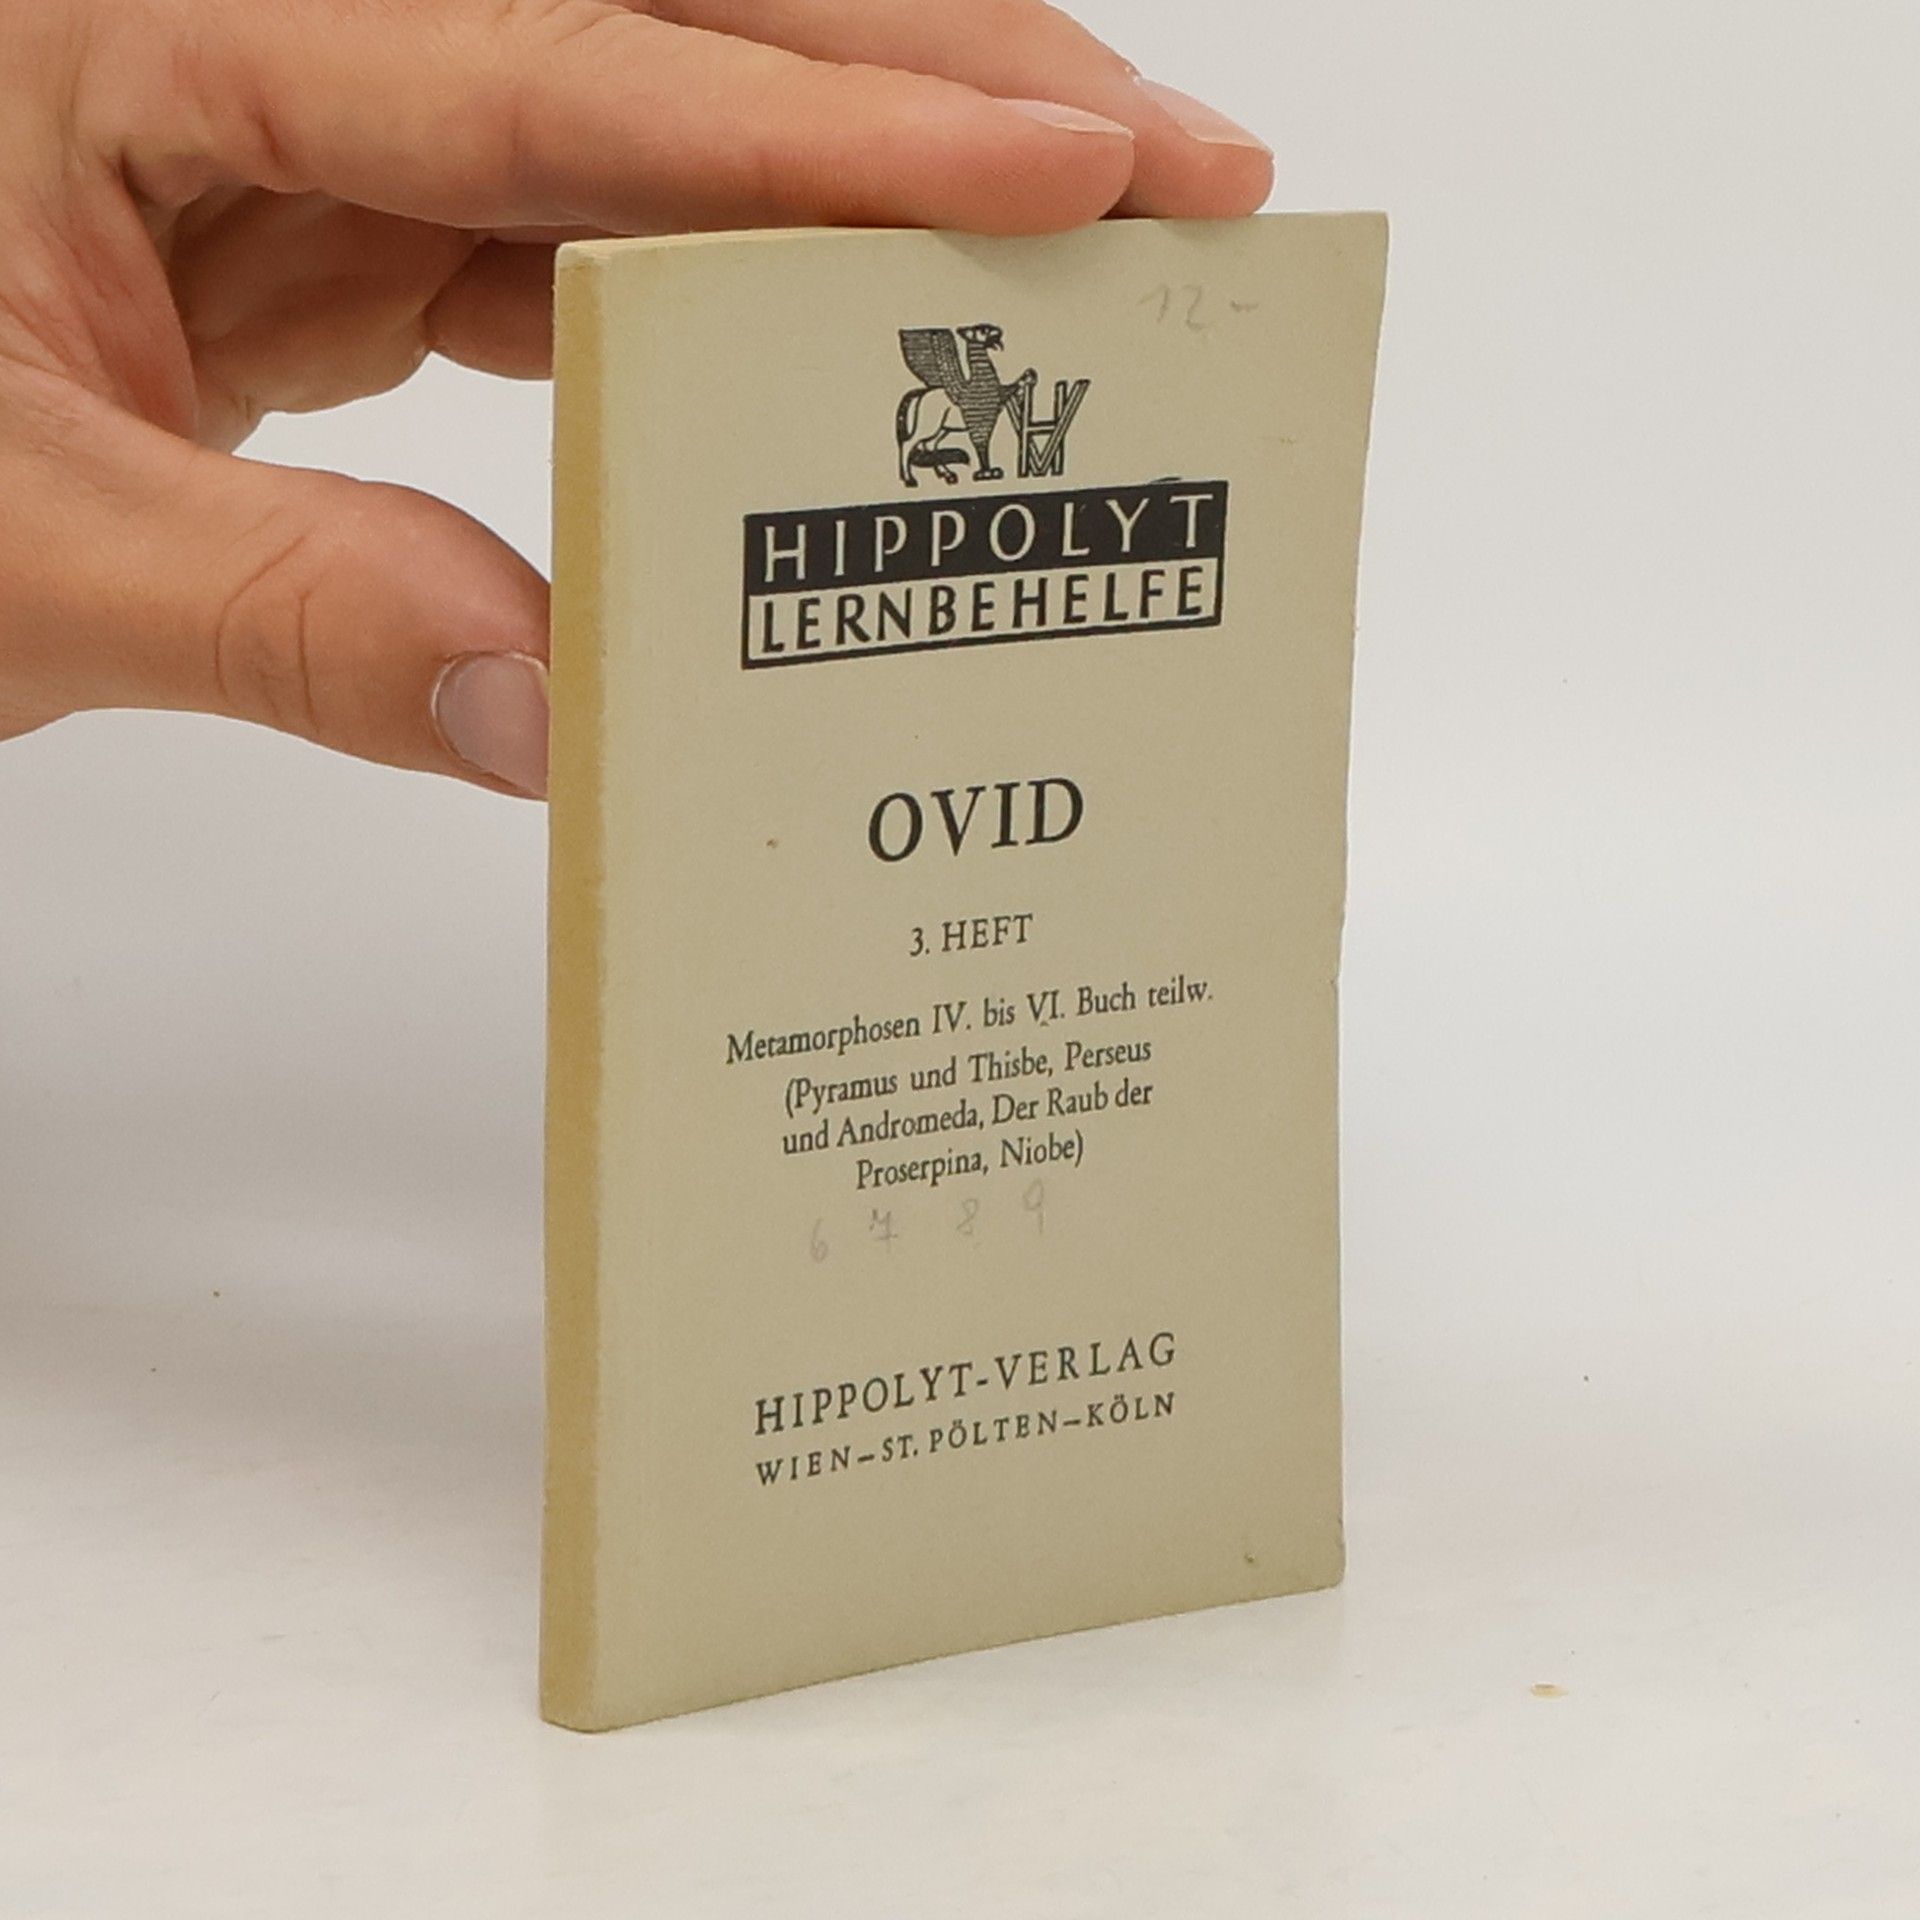 12-
HIPPOLYT
LERNBEHELFE
OVID
3. HEFT
Metamorphosen IV. bis VI. Buch teilw.
(Pyramus und Thisbe, Perseus
und Andromeda, Der Raub der
Proserpina, Niobe)
6 7 8 9
HIPPOLYT-VERLAG
WIEN–ST. PÖLTEN–KÖLN